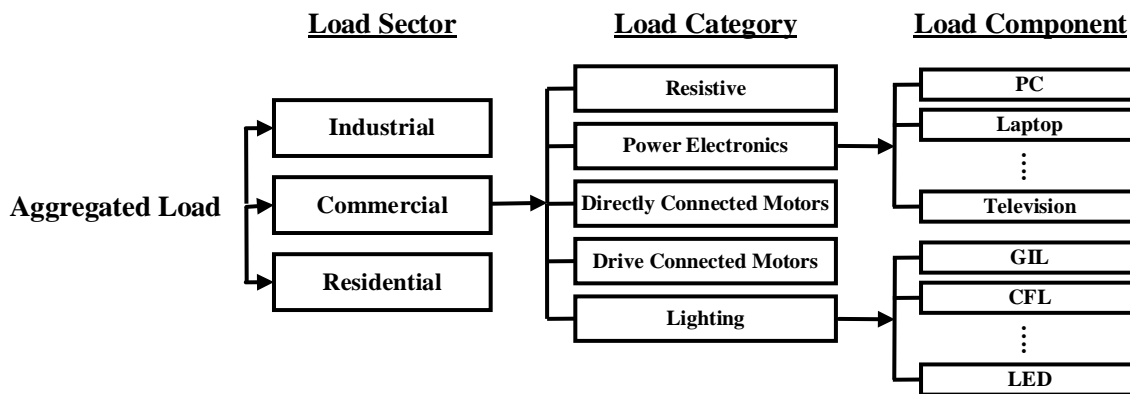 Load Sector
Load Category
Load Component
Aggregated Load
Industrial
Commercial
Residential
Resistive
Power Electronics
Directly Connected Motors
Drive Connected Motors
Lighting
PC
Laptop
Television
GIL
CFL
LED